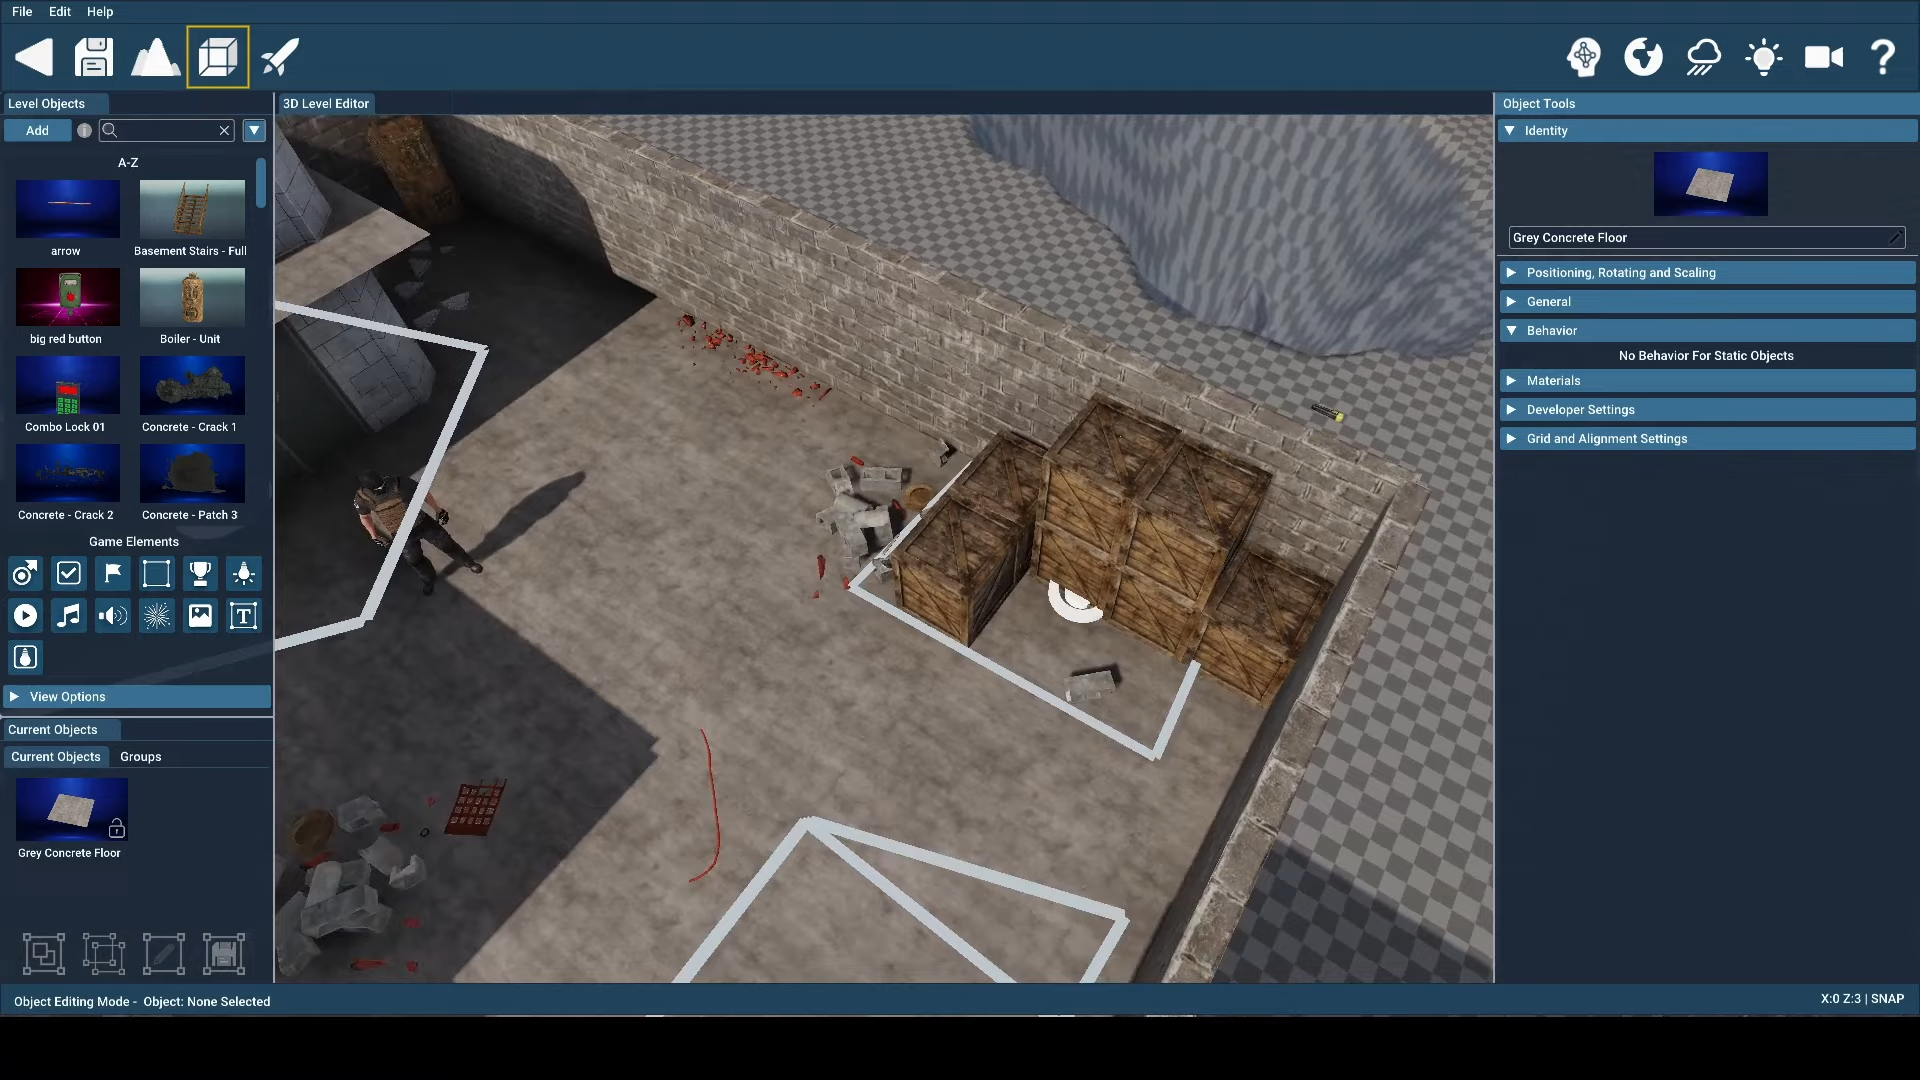 File Edit Help
Level Objects
3D Level Editor
Object Tools
Add
Identity
A-Z
arrow
Basement Stairs - Full
Grey Concrete Floor
Positioning, Rotating and Scaling
General
Behavior
big red button
Boiler - Unit
No Behavior For Static Objects
Materials
Developer Settings
Combo Lock 01
Concrete - Crack 1
Grid and Alignment Settings
Concrete - Crack 2
Concrete - Patch 3
Game Elements
T
View Options
Current Objects
Current Objects
Groups
Grey Concrete Floor
Object Editing Mode - Object: None Selected
X:0 Z:3 | SNAP